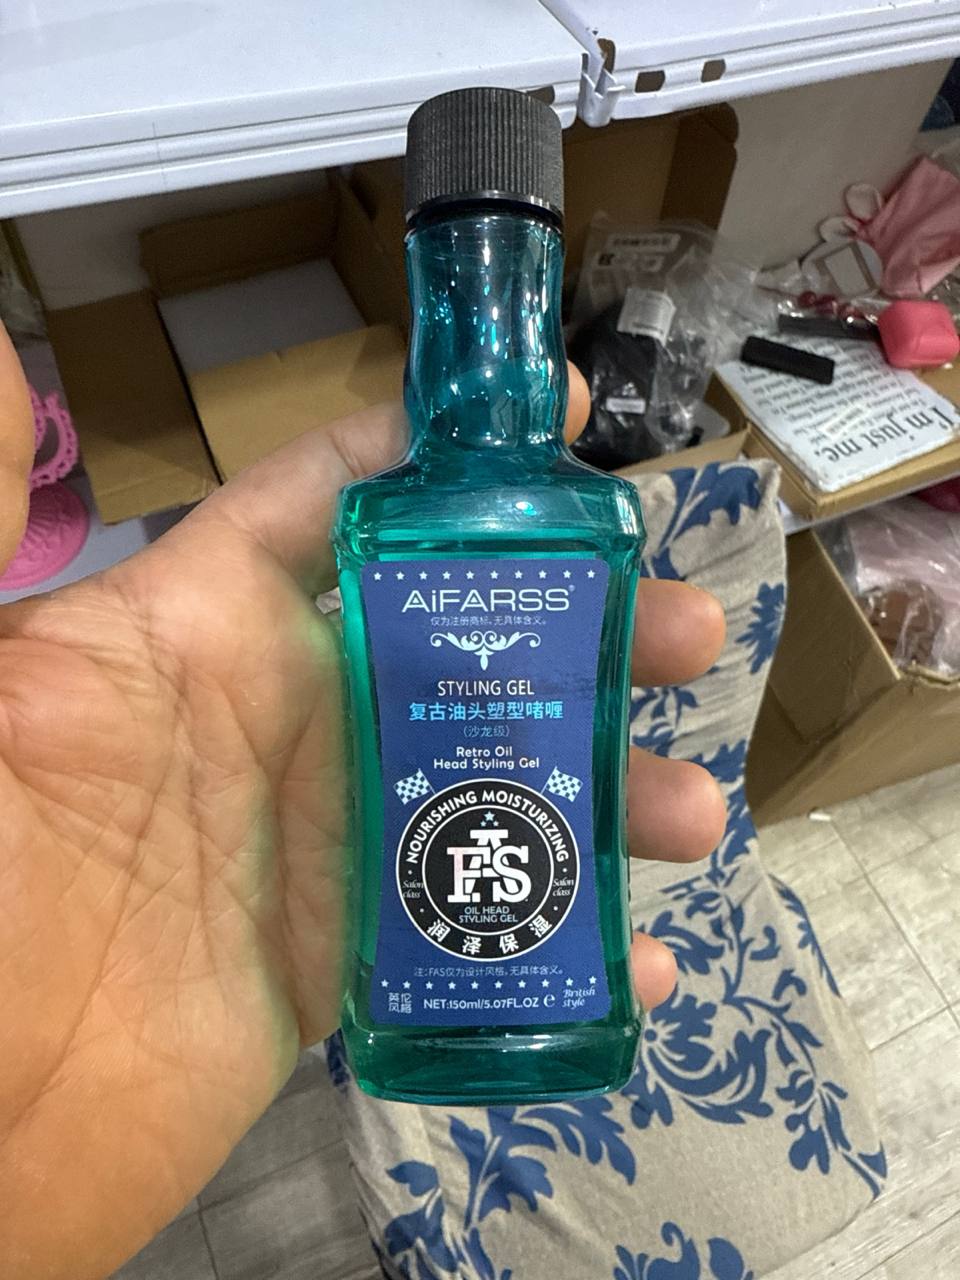 AiFARSS®
仅为注册商标,无具体含义。
STYLING GEL
复古油头塑型啫喱
(沙龙级)
Retro Oil
Head Styling Gel
NOURISHING MOISTURIZING
FAS
Salon class
Salon class
OIL HEAD
STYLING GEL
润泽保湿
注:FAS仅为设计风格,无具体含义。
英伦风格
NET:150ml/5.07FL.OZ ℮
British style
I'm just me.